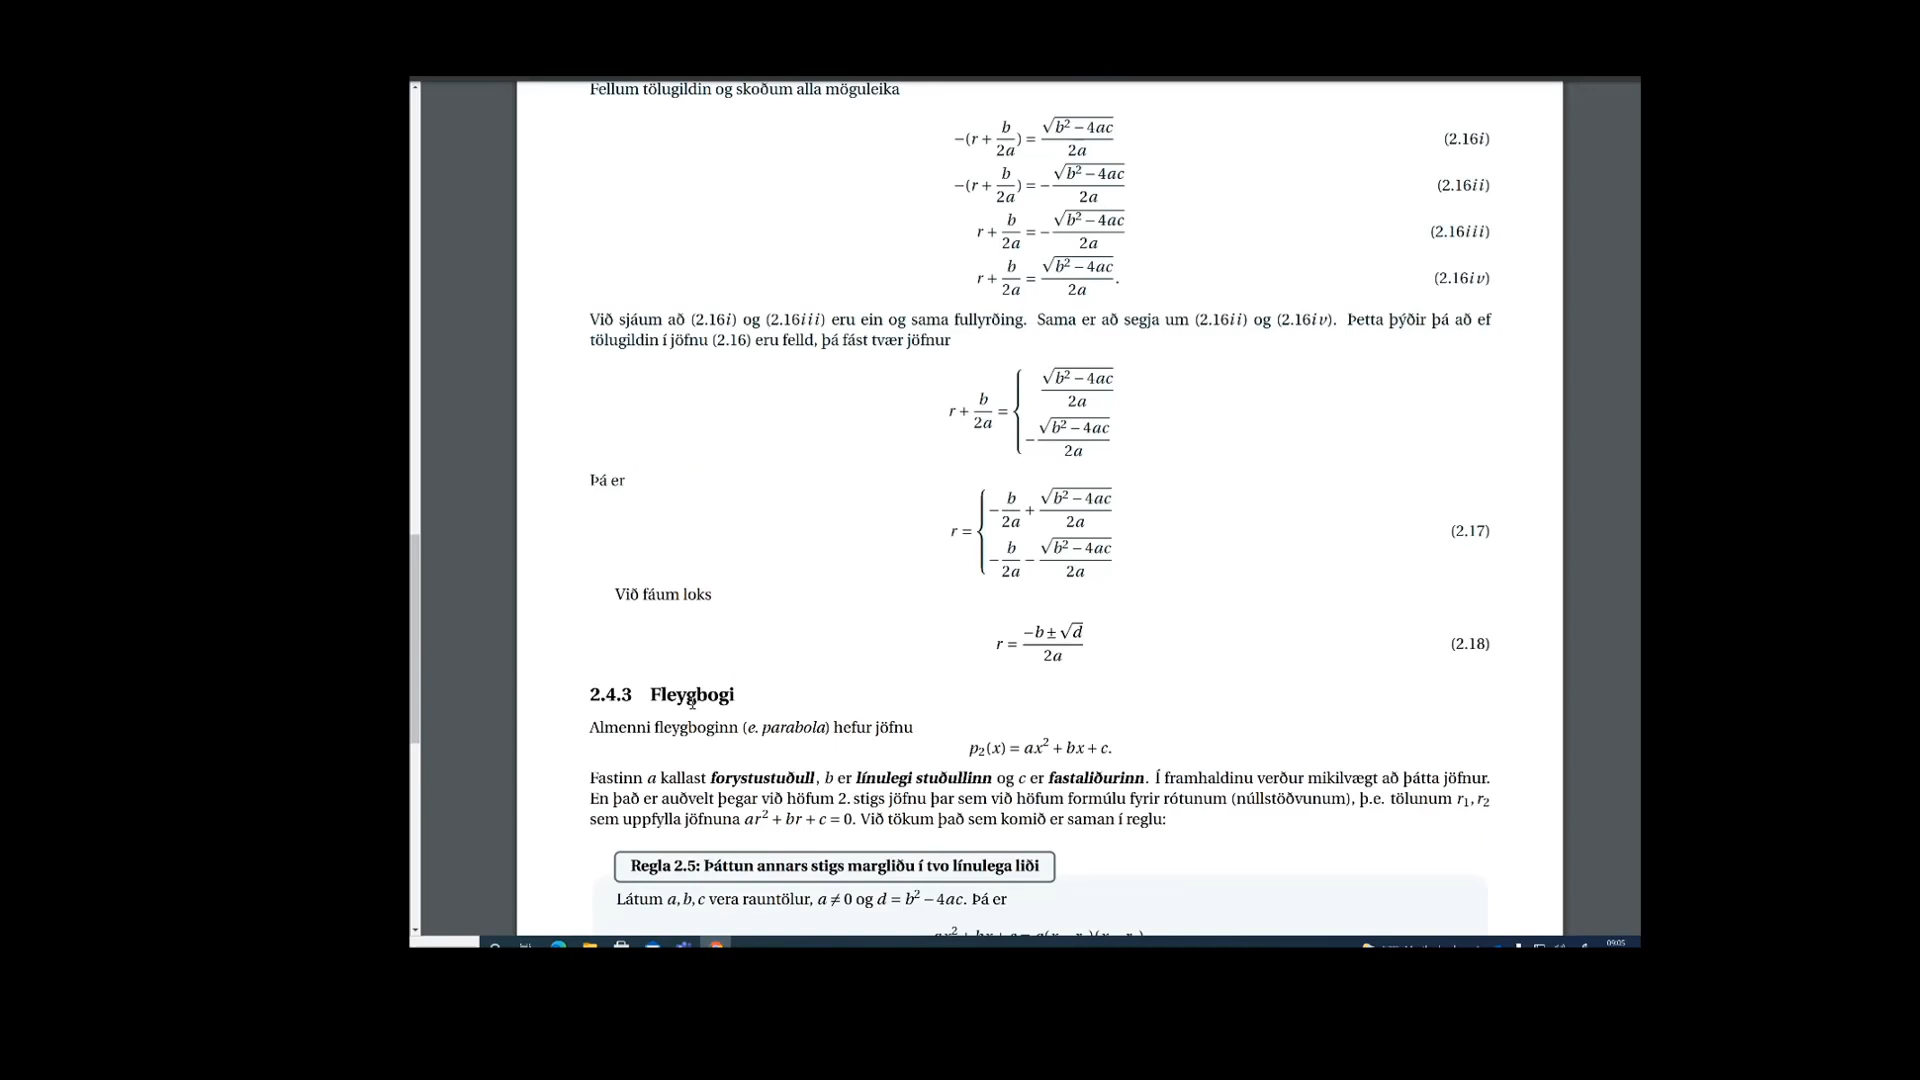 Fellum tölugildin og skoðum alla möguleika
−(r + b/2a) = √(b² − 4ac)/2a (2.16i)
−(r + b/2a) = −√(b² − 4ac)/2a (2.16ii)
r + b/2a = −√(b² − 4ac)/2a (2.16iii)
r + b/2a = √(b² − 4ac)/2a. (2.16iv)
Við sjáum að (2.16i) og (2.16iii) eru ein og sama fullyrðing. Sama er að segja um (2.16ii) og (2.16iv). Þetta þýðir þá að ef
tölugildin í jöfnu (2.16) eru felld, þá fást tvær jöfnur
r + b/2a = { √(b² − 4ac)/2a
−√(b² − 4ac)/2a
Þá er
r = { −b/2a + √(b² − 4ac)/2a
−b/2a − √(b² − 4ac)/2a (2.17)
Við fáum loks
r = (−b ± √d)/2a (2.18)
2.4.3 Fleygbogi
Almenni fleygboginn (e. parabola) hefur jöfnu
p₂(x) = ax² + bx + c.
Fastinn a kallast forystustuðull, b er línulegi stuðullinn og c er fastaliðurinn. Í framhaldinu verður mikilvægt að þátta jöfnur.
En það er auðvelt þegar við höfum 2. stigs jöfnu þar sem við höfum formúlu fyrir rótunum (núllstöðvunum), þ.e. tölunum r₁, r₂
sem uppfylla jöfnuna ar² + br + c = 0. Við tökum það sem komið er saman í reglu:
Regla 2.5: Þáttun annars stigs margliðu í tvo línulega liði
Látum a, b, c vera rauntölur, a ≠ 0 og d = b² − 4ac. Þá er
09:05